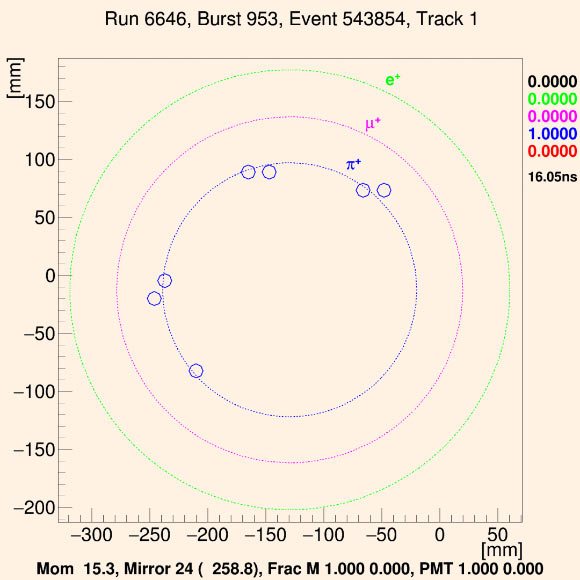 Run 6646, Burst 953, Event 543854, Track 1
[mm]
e⁺
μ⁺
π⁺
0.0000
0.0000
0.0000
1.0000
0.0000
16.05ns
150
100
50
0
−50
−100
−150
−200
−300 −250 −200 −150 −100 −50 0 50
[mm]
Mom 15.3, Mirror 24 ( 258.8), Frac M 1.000 0.000, PMT 1.000 0.000